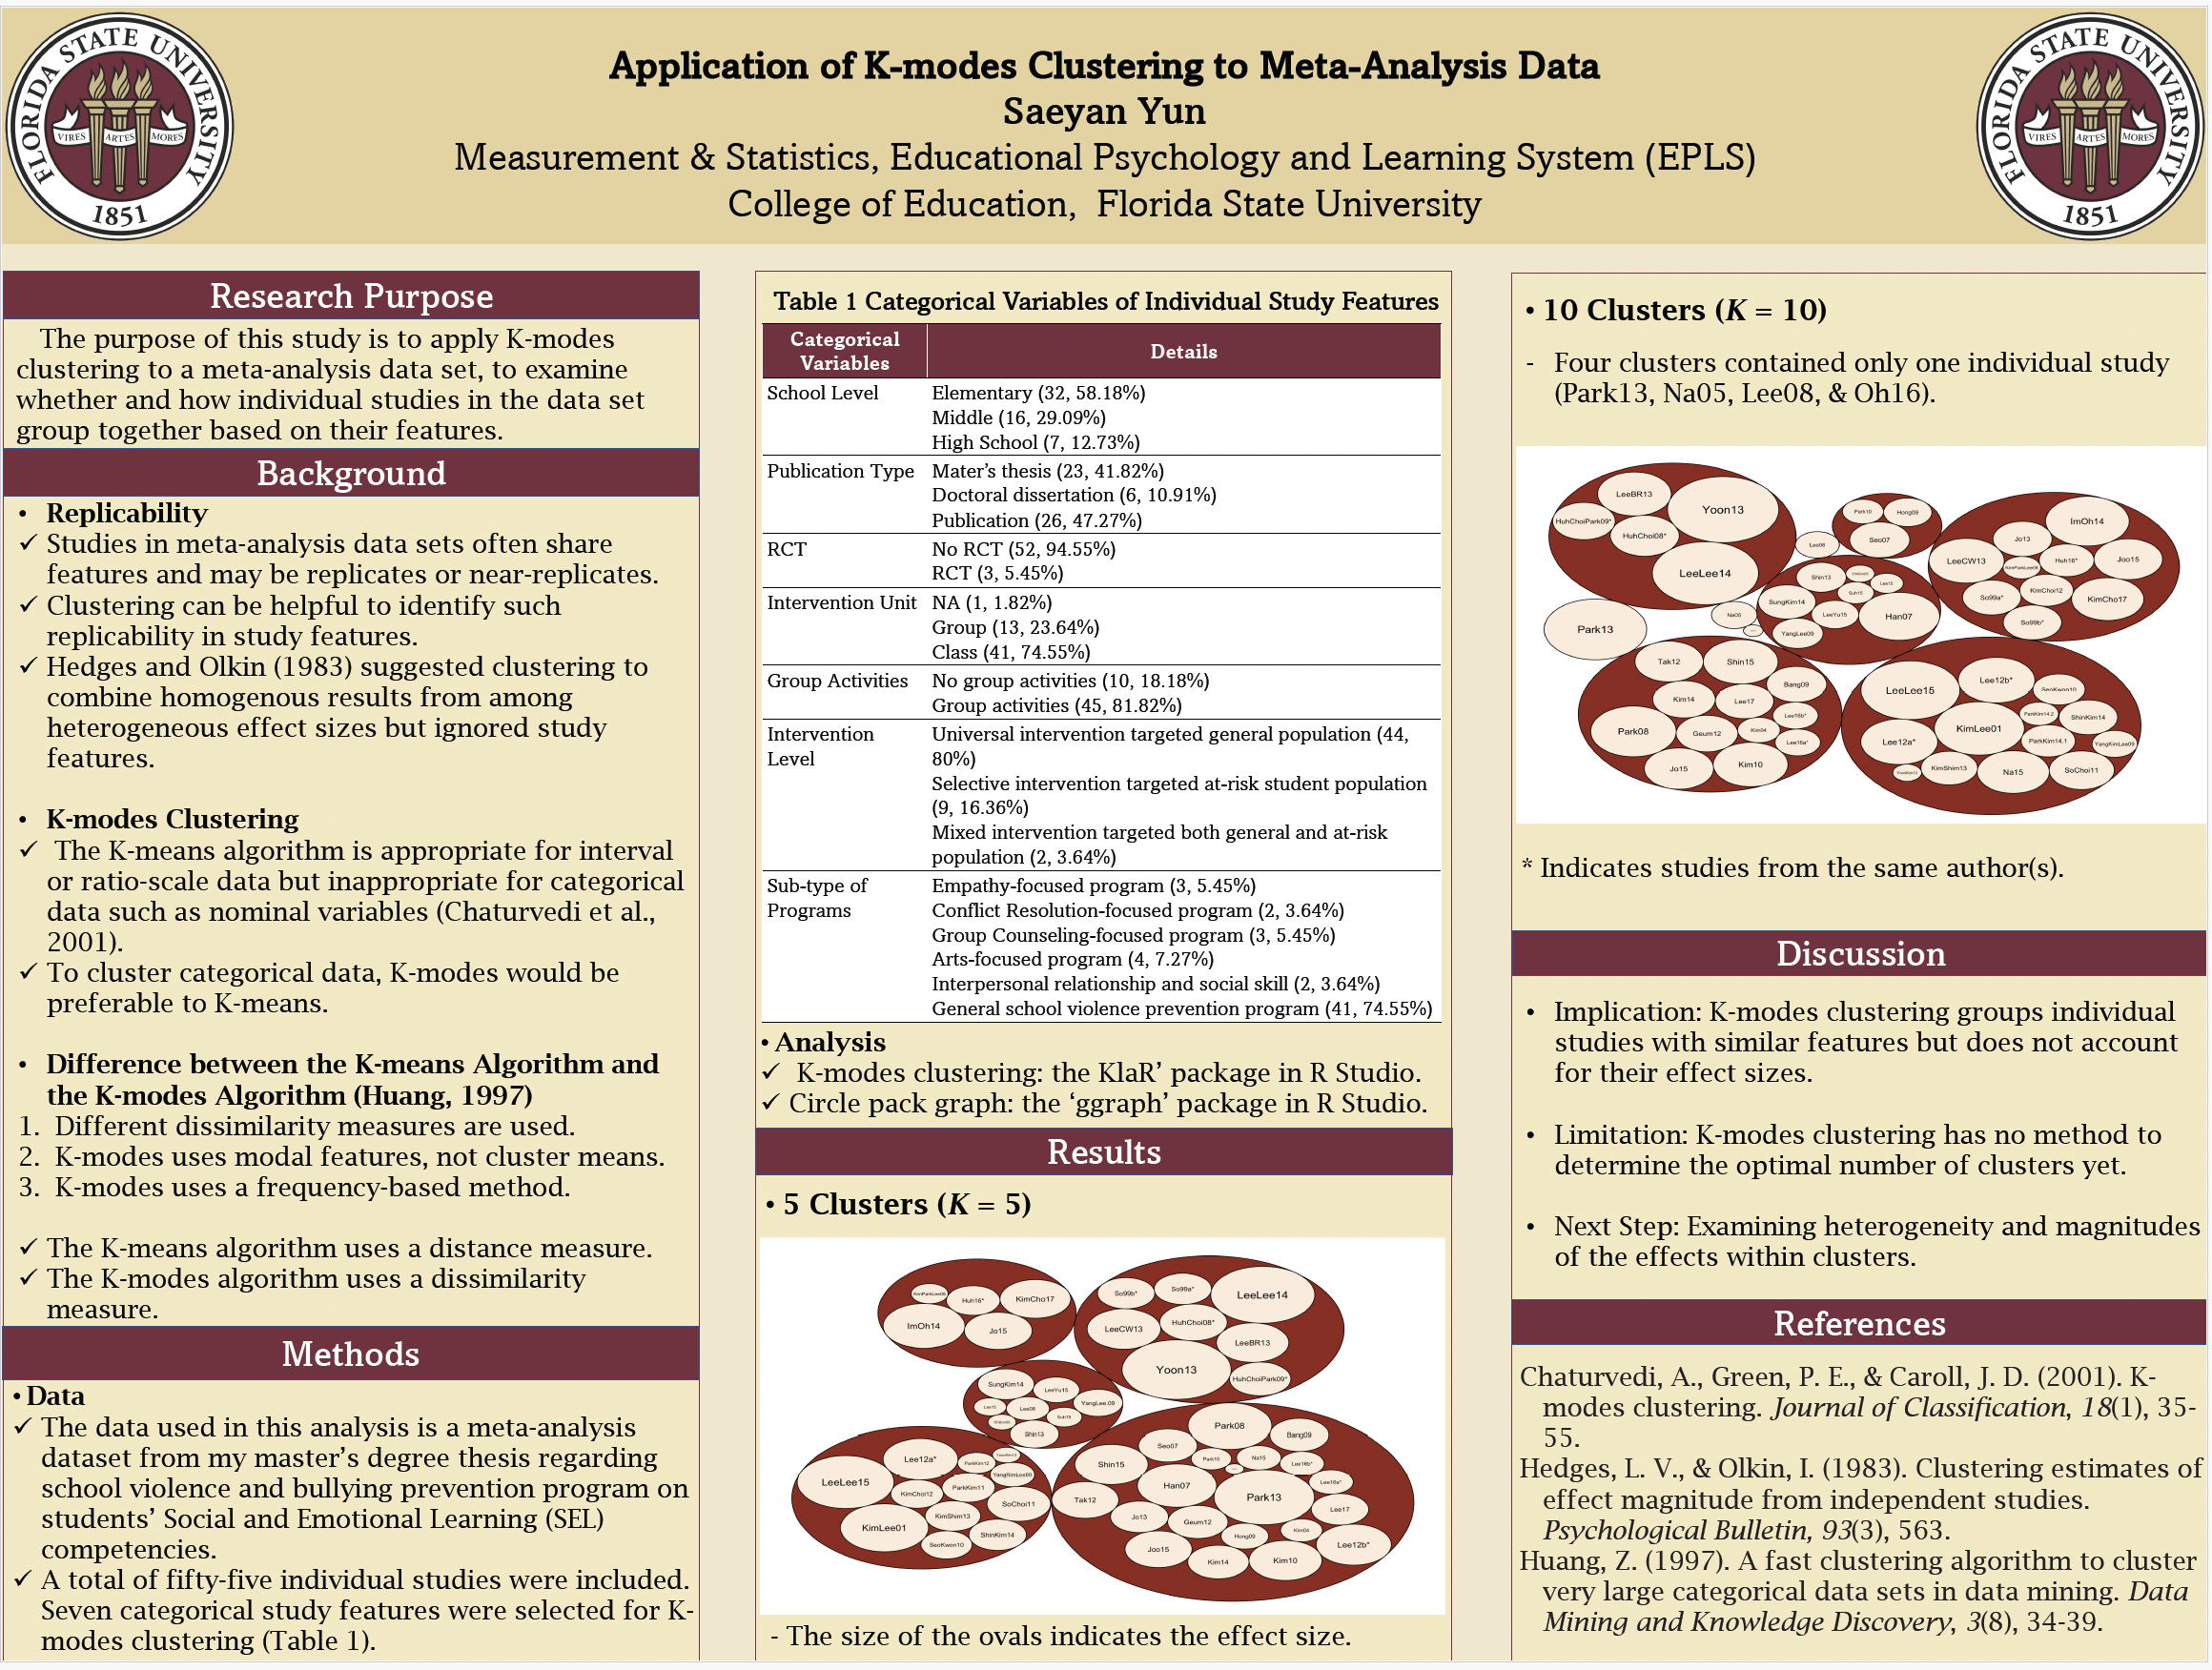 FLORIDA STATE UNIVERSITY
VIRES ARTES MORES
1851
Application of K-modes Clustering to Meta-Analysis Data
Saeyan Yun
Measurement & Statistics, Educational Psychology and Learning System (EPLS)
College of Education,  Florida State University
FLORIDA STATE UNIVERSITY
VIRES ARTES MORES
1851
Research Purpose
The purpose of this study is to apply K-modes
clustering to a meta-analysis data set, to examine
whether and how individual studies in the data set
group together based on their features.
Background
• Replicability
✓ Studies in meta-analysis data sets often share
features and may be replicates or near-replicates.
✓ Clustering can be helpful to identify such
replicability in study features.
✓ Hedges and Olkin (1983) suggested clustering to
combine homogenous results from among
heterogeneous effect sizes but ignored study
features.
• K-modes Clustering
✓ The K-means algorithm is appropriate for interval
or ratio-scale data but inappropriate for categorical
data such as nominal variables (Chaturvedi et al.,
2001).
✓ To cluster categorical data, K-modes would be
preferable to K-means.
• Difference between the K-means Algorithm and
the K-modes Algorithm (Huang, 1997)
1. Different dissimilarity measures are used.
2. K-modes uses modal features, not cluster means.
3. K-modes uses a frequency-based method.
✓ The K-means algorithm uses a distance measure.
✓ The K-modes algorithm uses a dissimilarity
measure.
Methods
• Data
✓ The data used in this analysis is a meta-analysis
dataset from my master's degree thesis regarding
school violence and bullying prevention program on
students' Social and Emotional Learning (SEL)
competencies.
✓ A total of fifty-five individual studies were included.
Seven categorical study features were selected for K-
modes clustering (Table 1).
Table 1 Categorical Variables of Individual Study Features
Categorical
Variables
Details
School Level
Elementary (32, 58.18%)
Middle (16, 29.09%)
High School (7, 12.73%)
Publication Type
Mater's thesis (23, 41.82%)
Doctoral dissertation (6, 10.91%)
Publication (26, 47.27%)
RCT
No RCT (52, 94.55%)
RCT (3, 5.45%)
Intervention Unit
NA (1, 1.82%)
Group (13, 23.64%)
Class (41, 74.55%)
Group Activities
No group activities (10, 18.18%)
Group activities (45, 81.82%)
Intervention
Level
Universal intervention targeted general population (44,
80%)
Selective intervention targeted at-risk student population
(9, 16.36%)
Mixed intervention targeted both general and at-risk
population (2, 3.64%)
Sub-type of
Programs
Empathy-focused program (3, 5.45%)
Conflict Resolution-focused program (2, 3.64%)
Group Counseling-focused program (3, 5.45%)
Arts-focused program (4, 7.27%)
Interpersonal relationship and social skill (2, 3.64%)
General school violence prevention program (41, 74.55%)
• Analysis
✓ K-modes clustering: the KlaR' package in R Studio.
✓ Circle pack graph: the 'ggraph' package in R Studio.
Results
• 5 Clusters (K = 5)
KimParkLee08
Huh16*
KimCho17
ImOh14
Jo15
So99b*
So99a*
LeeLee14
LeeCW13
HuhChoi08*
LeeBR13
Yoon13
HuhChoiPark09*
SungKim14
LeeYu15
YangLee.09
Lee15
Lee08
Suh15
Shin13
Lee12a*
ParkKim12
YangKimLee09
LeeLee15
KimChoi12
ParkKim11
SoChoi11
KimLee01
KimShim13
ShinKim14
SeoKwon10
Park08
Bang09
Seo07
Park10
Na15
Lee16b*
Shin15
Lee16a*
Han07
Park13
Tak12
Lee17
Jo13
Geum12
Hong09
Kim04
Joo15
Kim14
Kim10
Lee12b*
- The size of the ovals indicates the effect size.
• 10 Clusters (K = 10)
- Four clusters contained only one individual study
(Park13, Na05, Lee08, & Oh16).
LeeBR13
Yoon13
HuhChoiPark09*
HuhChoi08*
LeeLee14
Park10
Hong09
Seo07
Lee08
ImOh14
Jo13
LeeCW13
KimParkLee08
Huh16*
Joo15
So99a*
KimChoi12
KimCho17
So99b*
Shin13
Lee15
Suh15
SungKim14
LeeYu15
Han07
YangLee09
Na05
Park13
Tak12
Shin15
Bang09
Kim14
Lee17
Lee16b*
Park08
Geum12
Kim04
Lee16a*
Jo15
Kim10
LeeLee15
Lee12b*
SeoKwon10
KimLee01
ParkKim14.2
ShinKim14
Lee12a*
ParkKim14.1
YangKimLee09
KimShim13
Na15
SoChoi11
* Indicates studies from the same author(s).
Discussion
• Implication: K-modes clustering groups individual
studies with similar features but does not account
for their effect sizes.
• Limitation: K-modes clustering has no method to
determine the optimal number of clusters yet.
• Next Step: Examining heterogeneity and magnitudes
of the effects within clusters.
References
Chaturvedi, A., Green, P. E., & Caroll, J. D. (2001). K-
modes clustering. Journal of Classification, 18(1), 35-
55.
Hedges, L. V., & Olkin, I. (1983). Clustering estimates of
effect magnitude from independent studies.
Psychological Bulletin, 93(3), 563.
Huang, Z. (1997). A fast clustering algorithm to cluster
very large categorical data sets in data mining. Data
Mining and Knowledge Discovery, 3(8), 34-39.